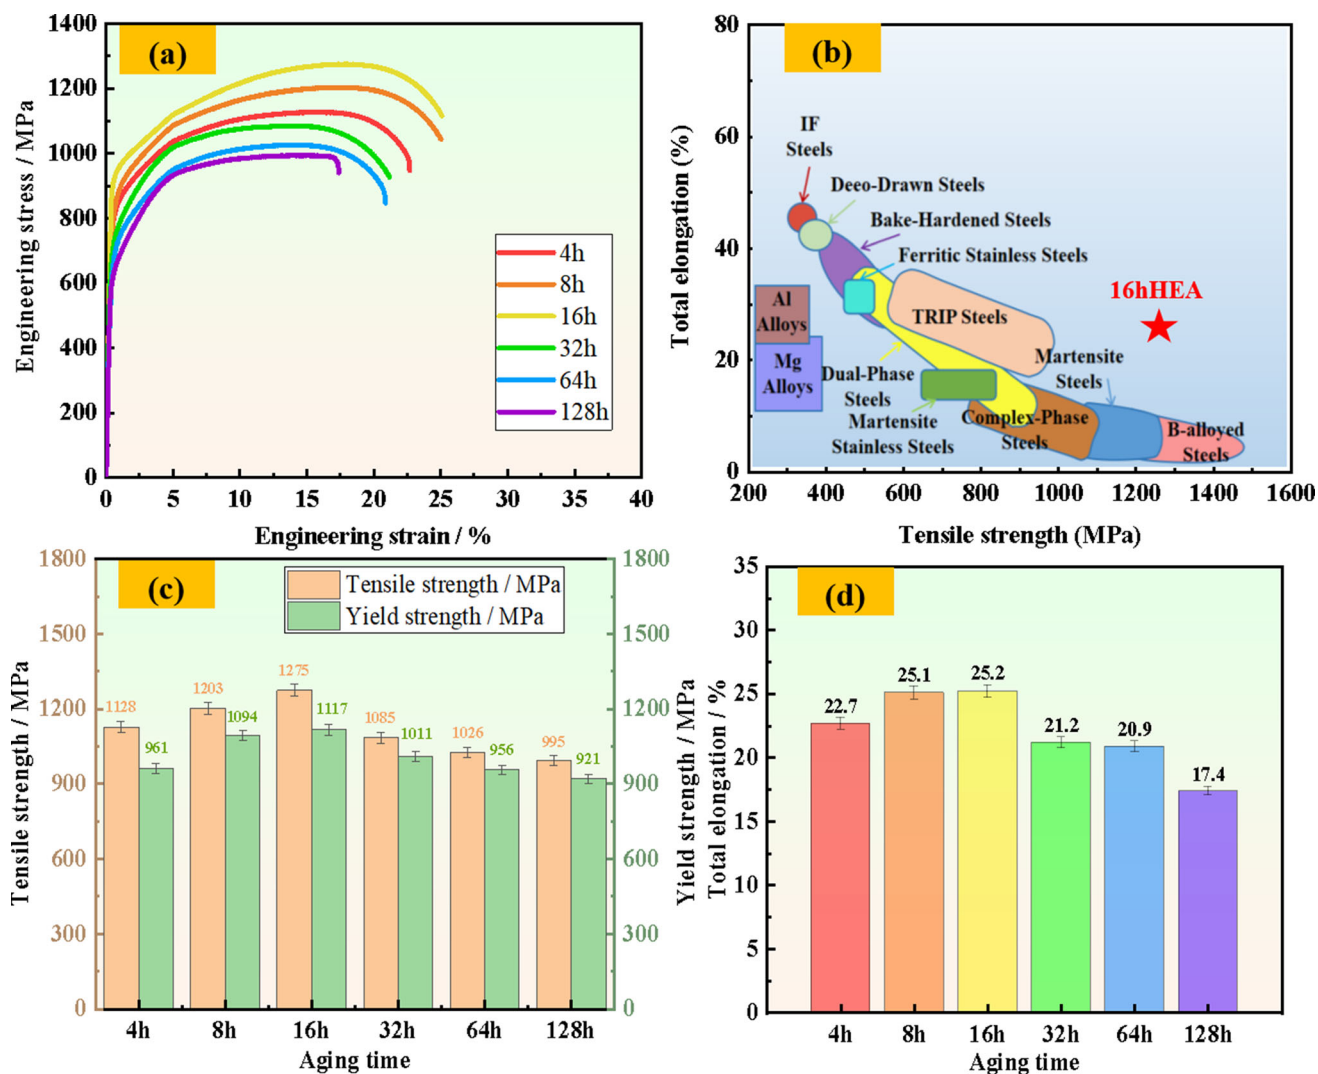 (a)
Engineering stress / MPa
1400
1200
1000
800
600
400
200
0
4h
8h
16h
32h
64h
128h
0 5 10 15 20 25 30 35 40
Engineering strain / %
(b)
Total elongation (%)
80
60
40
20
0
IF
Steels
Deeo-Drawn Steels
Bake-Hardened Steels
Ferritic Stainless Steels
16hHEA
Al
Alloys
TRIP Steels
Mg
Alloys
Martensite
Steels
Dual-Phase
Steels
Martensite
Stainless Steels
Complex-Phase
Steels
B-alloyed
Steels
200 400 600 800 1000 1200 1400 1600
Tensile strength (MPa)
(c)
Tensile strength / MPa
1800
1500
1200
900
600
300
0
Tensile strength / MPa
Yield strength / MPa
1128
961
1203
1094
1275
1117
1085
1011
1026
956
995
921
1800
1500
1200
900
600
300
0
Yield strength / MPa
4h 8h 16h 32h 64h 128h
Aging time
(d)
Total elongation / %
35
30
25
20
15
10
5
0
22.7
25.1
25.2
21.2
20.9
17.4
4h 8h 16h 32h 64h 128h
Aging time